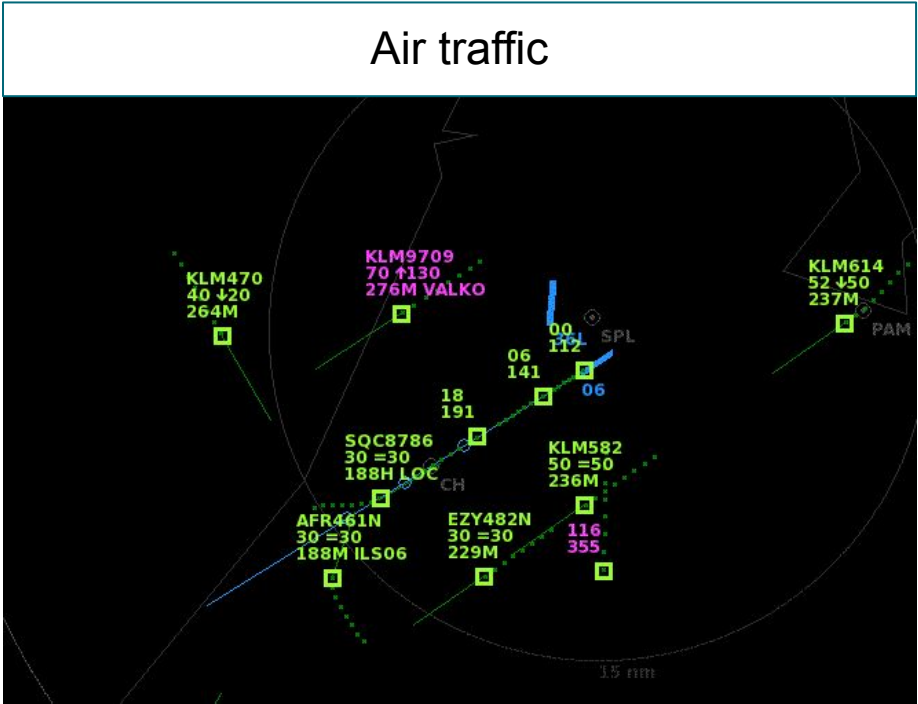 Air traffic
KLM9709
70 ↑130
276M VALKO
KLM470
40 ↓20
264M
KLM614
52 ↓50
237M
PAM
SPL
00
36L
112
06
141
06
18
191
SQC8786
30 =30
188H LOC
CH
KLM582
50 =50
236M
AFR461N
30 =30
188M ILS06
EZY482N
30 =30
229M
116
355
15 nm